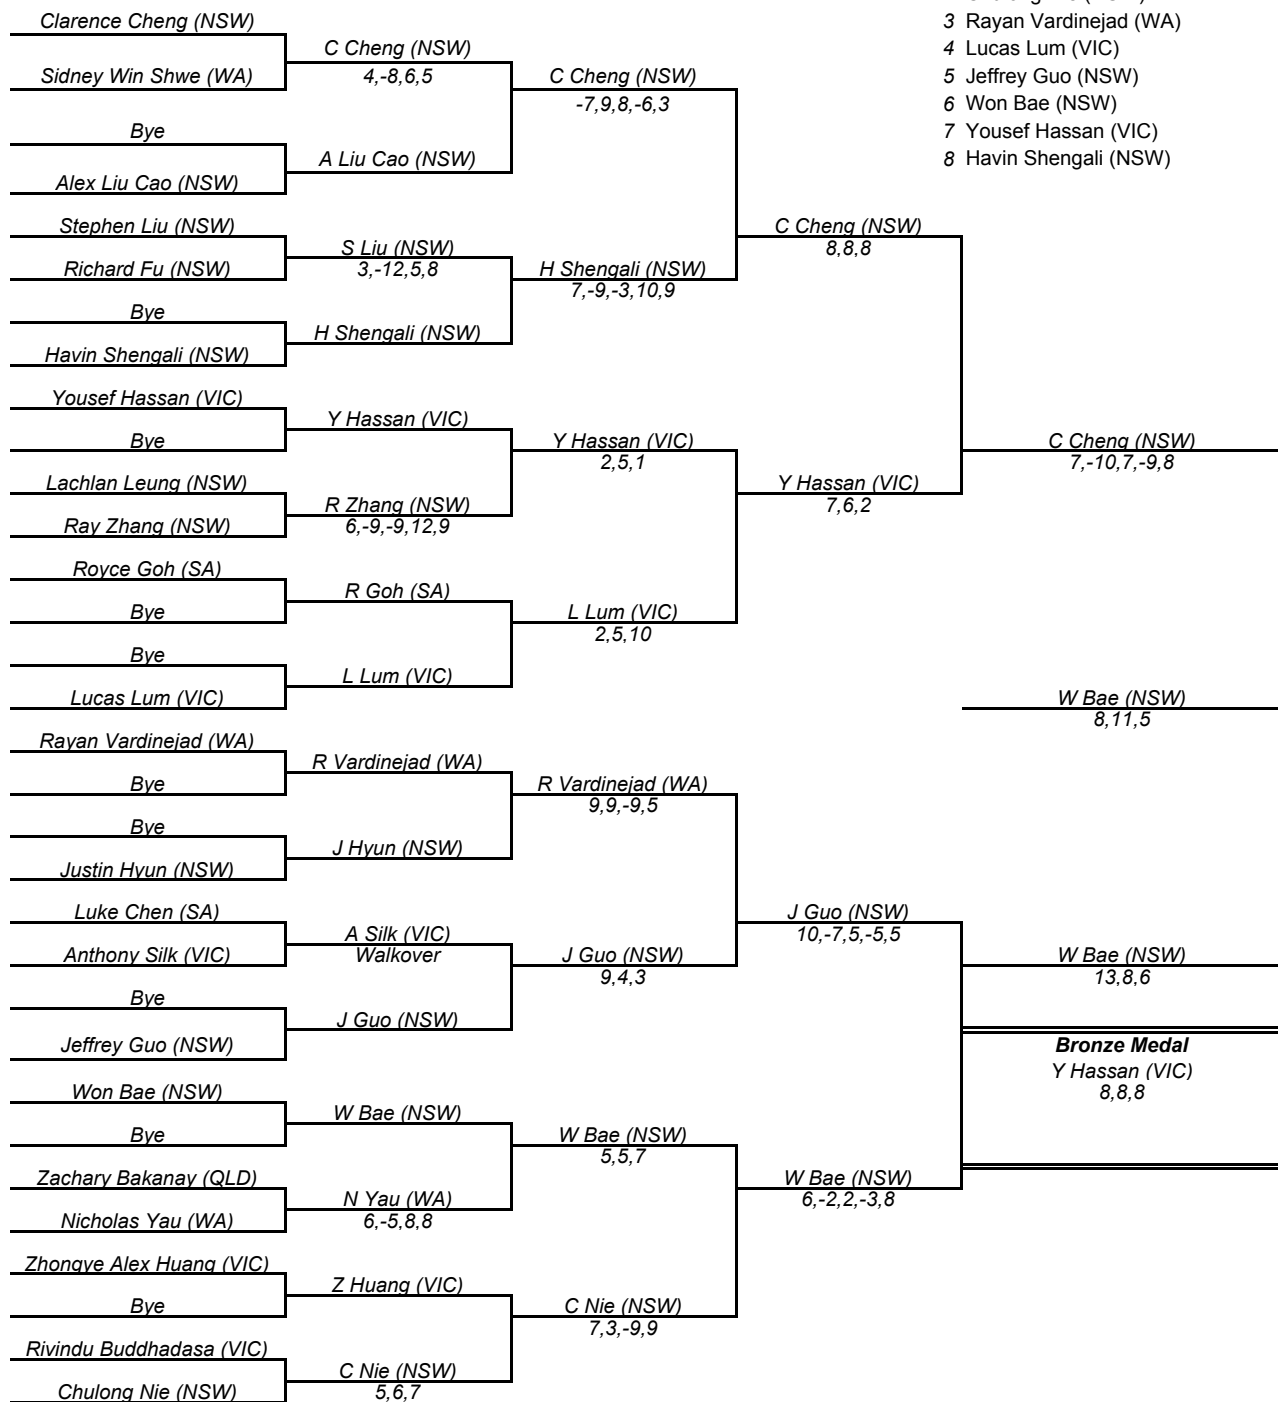 3 Rayan Vardinejad (WA)
4 Lucas Lum (VIC)
5 Jeffrey Guo (NSW)
6 Won Bae (NSW)
7 Yousef Hassan (VIC)
8 Havin Shengali (NSW)
Clarence Cheng (NSW)
Sidney Win Shwe (WA)
Bye
Alex Liu Cao (NSW)
Stephen Liu (NSW)
Richard Fu (NSW)
Bye
Havin Shengali (NSW)
Yousef Hassan (VIC)
Bye
Lachlan Leung (NSW)
Ray Zhang (NSW)
Royce Goh (SA)
Bye
Bye
Lucas Lum (VIC)
Rayan Vardinejad (WA)
Bye
Bye
Justin Hyun (NSW)
Luke Chen (SA)
Anthony Silk (VIC)
Bye
Jeffrey Guo (NSW)
Won Bae (NSW)
Bye
Zachary Bakanay (QLD)
Nicholas Yau (WA)
Zhongye Alex Huang (VIC)
Bye
Rivindu Buddhadasa (VIC)
Chulong Nie (NSW)
C Cheng (NSW)
4,-8,6,5
A Liu Cao (NSW)
S Liu (NSW)
3,-12,5,8
H Shengali (NSW)
Y Hassan (VIC)
R Zhang (NSW)
6,-9,-9,12,9
R Goh (SA)
L Lum (VIC)
R Vardinejad (WA)
J Hyun (NSW)
A Silk (VIC)
Walkover
J Guo (NSW)
W Bae (NSW)
N Yau (WA)
6,-5,8,8
Z Huang (VIC)
C Nie (NSW)
5,6,7
C Cheng (NSW)
-7,9,8,-6,3
H Shengali (NSW)
7,-9,-3,10,9
Y Hassan (VIC)
2,5,1
L Lum (VIC)
2,5,10
R Vardinejad (WA)
9,9,-9,5
J Guo (NSW)
9,4,3
W Bae (NSW)
5,5,7
C Nie (NSW)
7,3,-9,9
C Cheng (NSW)
8,8,8
Y Hassan (VIC)
7,6,2
J Guo (NSW)
10,-7,5,-5,5
W Bae (NSW)
6,-2,2,-3,8
C Cheng (NSW)
7,-10,7,-9,8
W Bae (NSW)
8,11,5
W Bae (NSW)
13,8,6
Bronze Medal
Y Hassan (VIC)
8,8,8